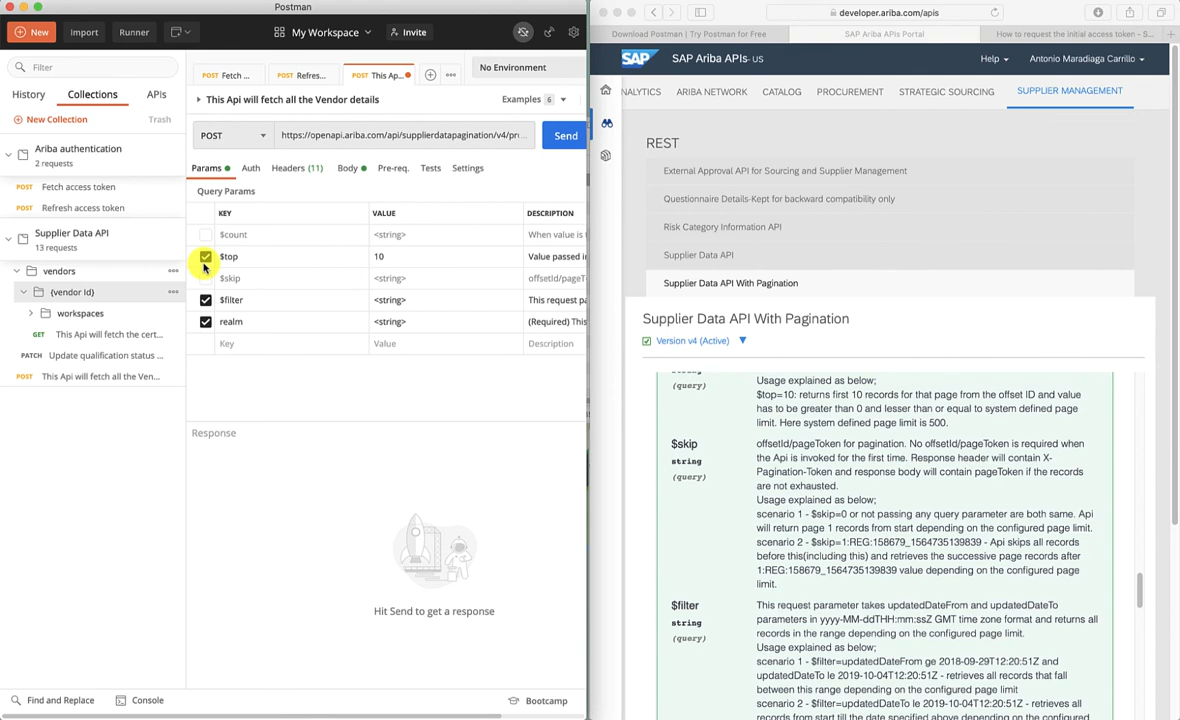 Postman
New
Import
Runner
My Workspace
Invite
Filter
POST Fetch ...
POST Refres...
POST This Ap...
No Environment
History
Collections
APIs
This Api will fetch all the Vendor details
Examples 6
New Collection
Trash
POST
https://openapi.ariba.com/api/supplierdatapagination/v4/pr...
Send
Ariba authentication
2 requests
Params
Auth
Headers (11)
Body
Pre-req.
Tests
Settings
POST Fetch access token
Query Params
POST Refresh access token
KEY
VALUE
DESCRIPTION
Supplier Data API
13 requests
$count
<string>
When value is t
$top
10
Value passed i
vendors
$skip
<string>
offsetId/pageT
{vendor Id}
$filter
<string>
This request pa
workspaces
realm
<string>
(Required) This
GET This Api will fetch the cert...
Key
Value
Description
PATCH Update qualification status ...
POST This Api will fetch all the Ven...
Response
Hit Send to get a response
Find and Replace
Console
Bootcamp
developer.ariba.com/apis
Download Postman | Try Postman for Free
SAP Ariba APIs Portal
How to request the initial access token - S...
SAP
SAP Ariba APIs- US
Help
Antonio Maradiaga Carrillo
NALYTICS
ARIBA NETWORK
CATALOG
PROCUREMENT
STRATEGIC SOURCING
SUPPLIER MANAGEMENT
REST
External Approval API for Sourcing and Supplier Management
Questionnaire Details-Kept for backward compatibility only
Risk Category Information API
Supplier Data API
Supplier Data API With Pagination
Supplier Data API With Pagination
Version v4 (Active)
(query)
Usage explained as below;
$top=10: returns first 10 records for that page from the offset ID and value
has to be greater than 0 and lesser than or equal to system defined page
limit. Here system defined page limit is 500.
$skip
string
(query)
offsetId/pageToken for pagination. No offsetId/pageToken is required when
the Api is invoked for the first time. Response header will contain X-
Pagination-Token and response body will contain pageToken if the records
are not exhausted.
Usage explained as below;
scenario 1 - $skip=0 or not passing any query parameter are both same. Api
will return page 1 records from start depending on the configured page limit.
scenario 2 - $skip=1:REG:158679_1564735139839 - Api skips all records
before this(including this) and retrieves the successive page records after
1:REG:158679_1564735139839 value depending on the configured page
limit.
$filter
string
(query)
This request parameter takes updatedDateFrom and updatedDateTo
parameters in yyyy-MM-ddTHH:mm:ssZ GMT time zone format and returns all
records in the range depending on the configured page limit.
Usage explained as below;
scenario 1 - $filter=updatedDateFrom ge 2018-09-29T12:20:51Z and
updatedDateTo le 2019-10-04T12:20:51Z - retrieves all records that fall
between this range depending on the configured page limit
scenario 2 - $filter=updatedDateTo le 2019-10-04T12:20:51Z - retrieves all
records from start till the date specified above depending on the configured